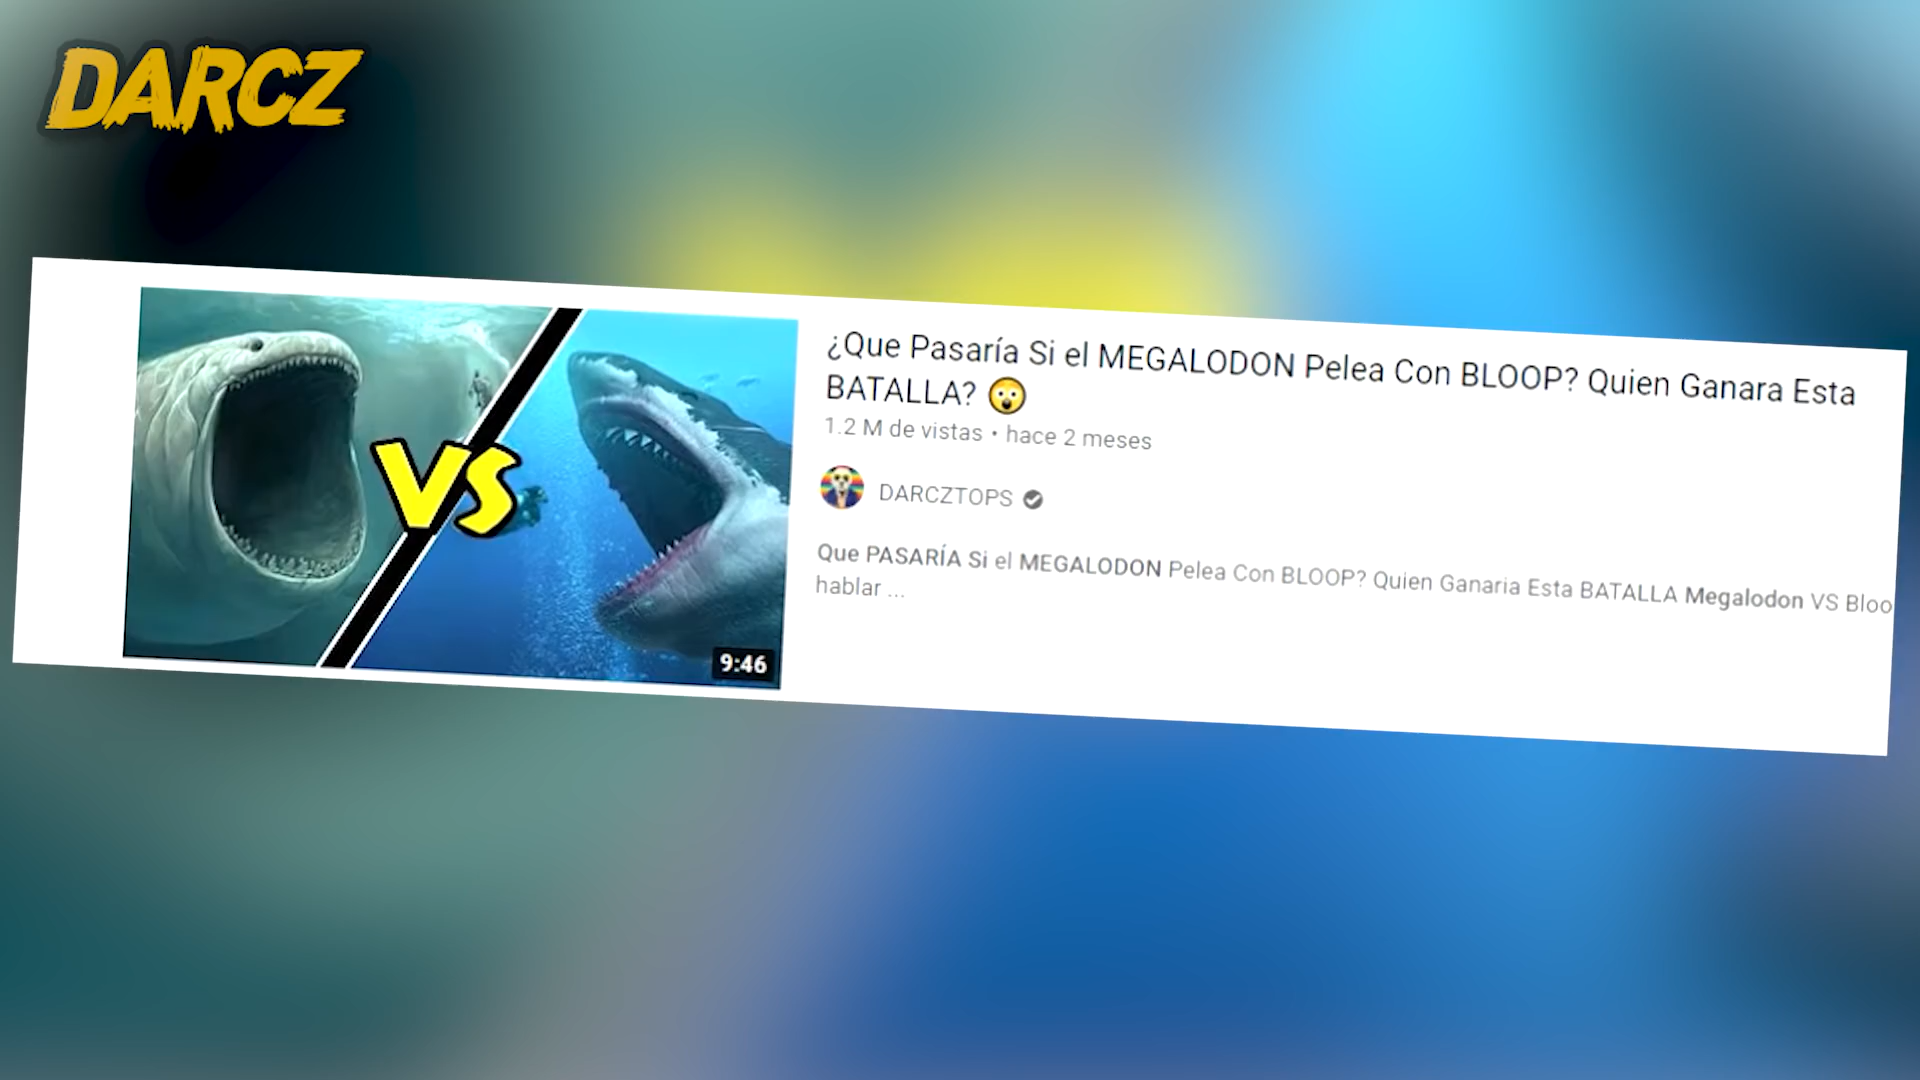 DARCZ
VS
9:46
¿Que Pasaría Si el MEGALODON Pelea Con BLOOP? Quien Ganara Esta
BATALLA? 😲
1.2 M de vistas • hace 2 meses
DARCZTOPS
Que PASARÍA Si el MEGALODON Pelea Con BLOOP? Quien Ganaria Esta BATALLA Megalodon VS Bloo
hablar ...